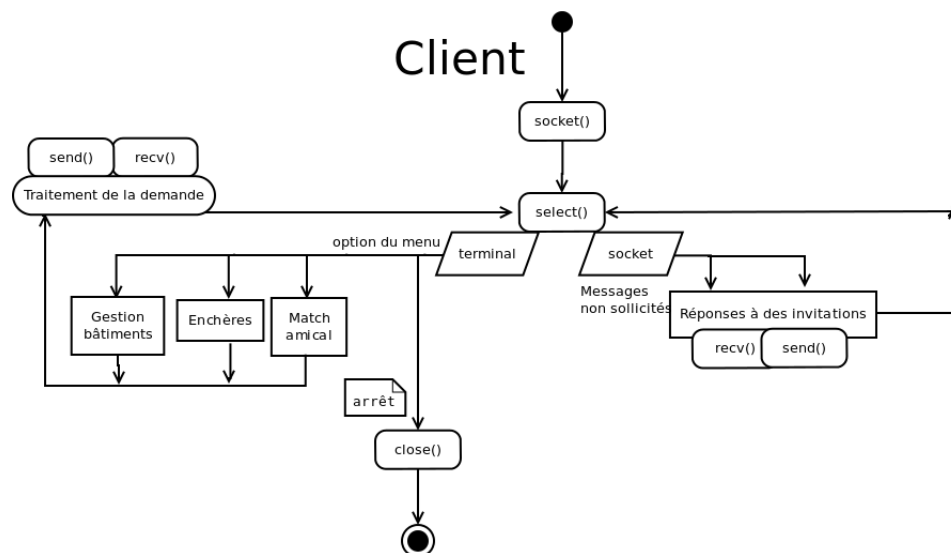 Client
socket()
send()
recv()
Traitement de la demande
select()
option du menu
terminal
socket
Messages
non sollicités
Gestion
bâtiments
Enchères
Match
amical
Réponses à des invitations
recv()
send()
arrêt
close()